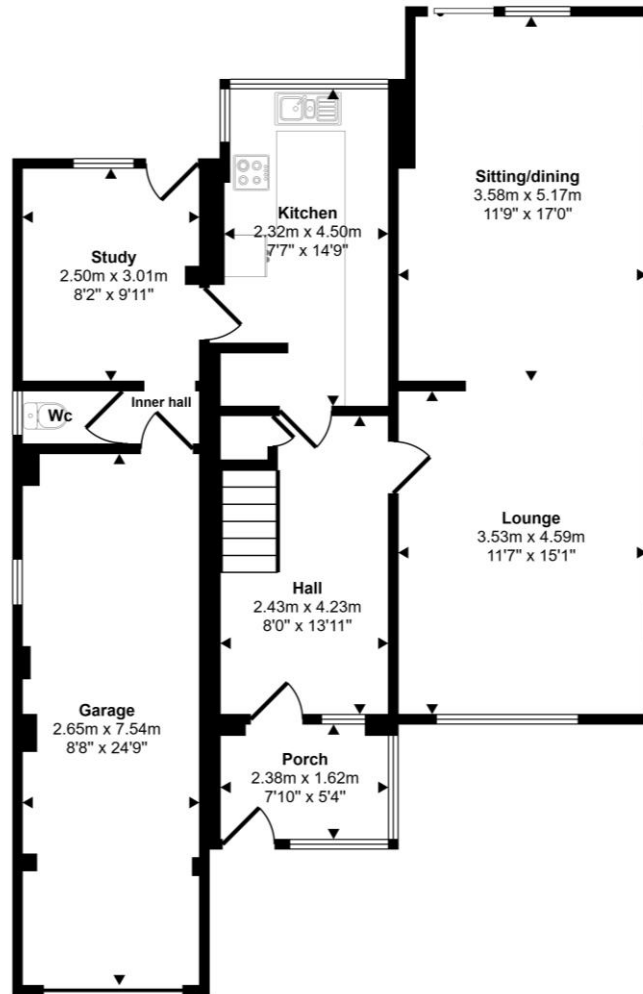 Sitting/dining
3.58m x 5.17m
11'9" x 17'0"
Kitchen
2.32m x 4.50m
7'7" x 14'9"
Study
2.50m x 3.01m
8'2" x 9'11"
Inner hall
Wc
Lounge
3.53m x 4.59m
11'7" x 15'1"
Hall
2.43m x 4.23m
8'0" x 13'11"
Garage
2.65m x 7.54m
8'8" x 24'9"
Porch
2.38m x 1.62m
7'10" x 5'4"